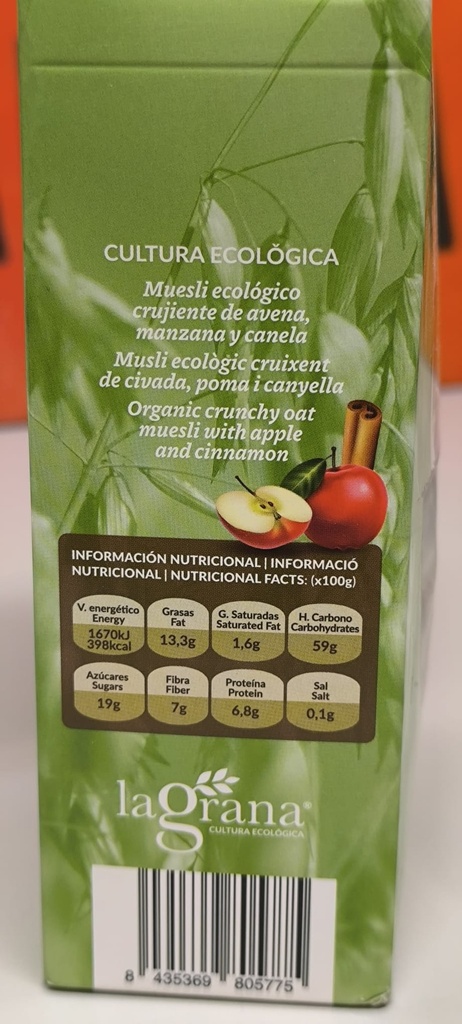 CULTURA ECOLŎGICA
Muesli ecológico
crujiente de avena,
manzana y canela
Musli ecològic cruixent
de civada, poma i canyella
Organic crunchy oat
muesli with apple
and cinnamon
INFORMACIÓN NUTRICIONAL | INFORMACIÓ
NUTRICIONAL | NUTRITIONAL FACTS: (x100g)
V. energético
Energy
1670kJ
398kcal
Grasas
Fat
13,3g
G. Saturadas
Saturated Fat
1,6g
H. Carbono
Carbohydrates
59g
Azúcares
Sugars
19g
Fibra
Fiber
7g
Proteína
Protein
6,8g
Sal
Salt
0,1g
lagrana®
CULTURA ECOLÓGICA
8 435369 805775